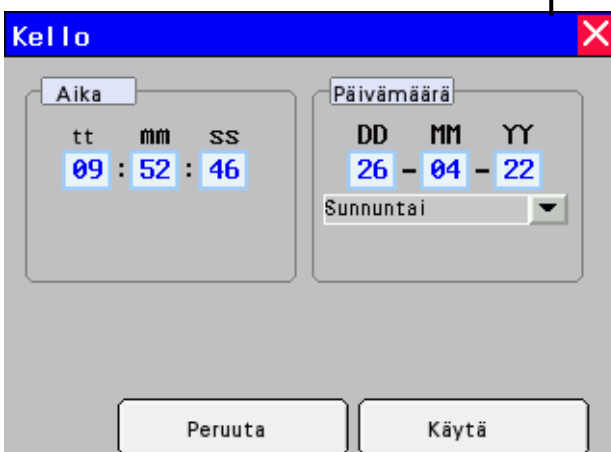 Kello
Aika
tt mm ss
09 : 52 : 46
Päivämäärä
DD MM YY
26 - 04 - 22
Sunnuntai
Peruuta Käytä